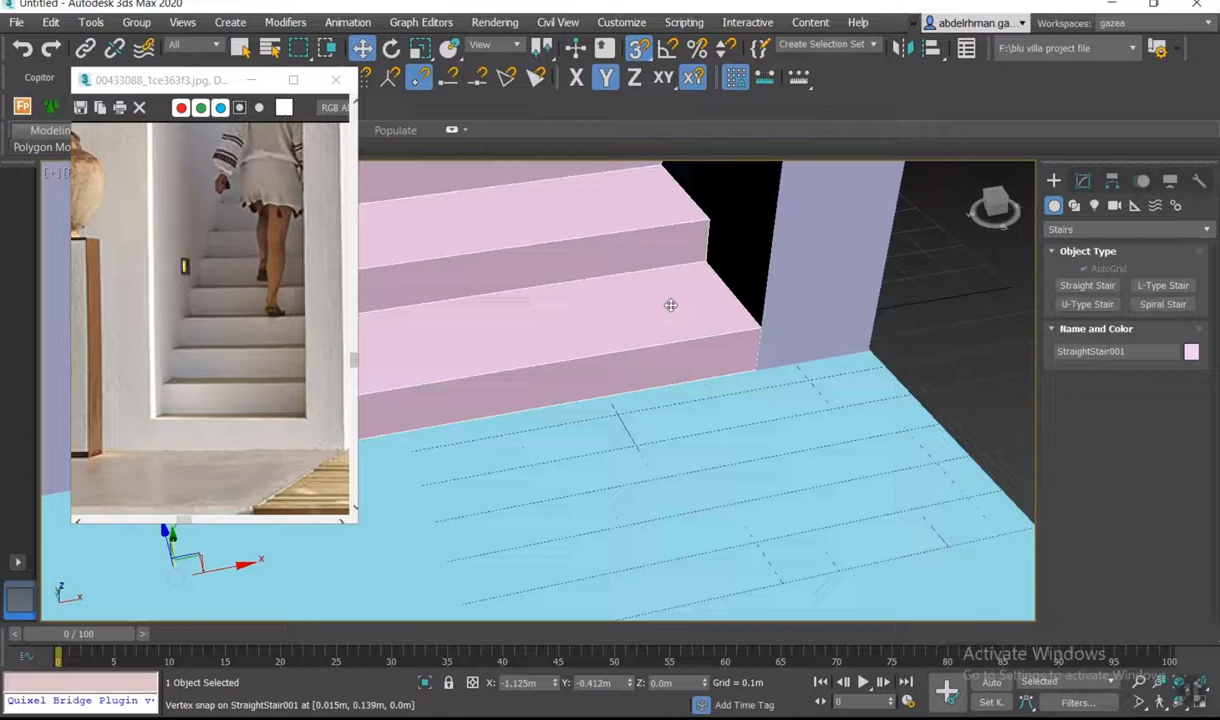 Untitled - Autodesk 3ds Max 2020
File Edit Tools Group Views Create Modifiers Animation Graph Editors Rendering Civil View Customize Scripting Interactive Content Help
abdelrhman.ga...
Workspaces: gazea
All
View
Create Selection Set
F:\blu villa project file
Copitor
00433088_1ce363f3.jpg, D...
X Y Z XY
Fp
RGB Al
Modelin
Populate
Polygon Mo
[+]
Stairs
Object Type
AutoGrid
Straight Stair L-Type Stair
U-Type Stair Spiral Stair
Name and Color
StraightStair001
x
z
x
0 / 100
0 5 10 15 20 25 30 35 40 45 50 55 60 65 70 75 80 85 90 95 100
Activate Windows
Go to Settings to activate Windows.
1 Object Selected
X: -1.125m Y: -0.412m Z: 0.0m Grid = 0.1m
Auto Selected
Quixel Bridge Plugin v
Vertex snap on StraightStair001 at [0.015m, 0.139m, 0.0m]
Add Time Tag
0
Set K. Filters...